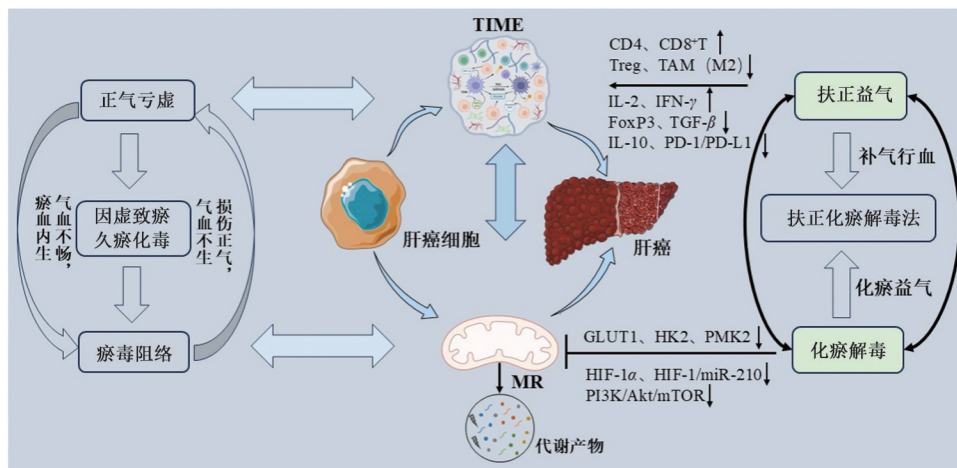 TIME
CD4、CD8⁺T
Treg、TAM（M2）
IL-2、IFN-γ
FoxP3、TGF-β
IL-10、PD-1/PD-L1
正气亏虚
因虚致瘀
久瘀化毒
瘀毒阻络
气血不畅，
瘀血内生
损伤正气，
气血不生
肝癌细胞
肝癌
扶正益气
补气行血
扶正化瘀解毒法
化瘀益气
化瘀解毒
GLUT1、HK2、PMK2
HIF-1α、HIF-1/miR-210
PI3K/Akt/mTOR
MR
代谢产物